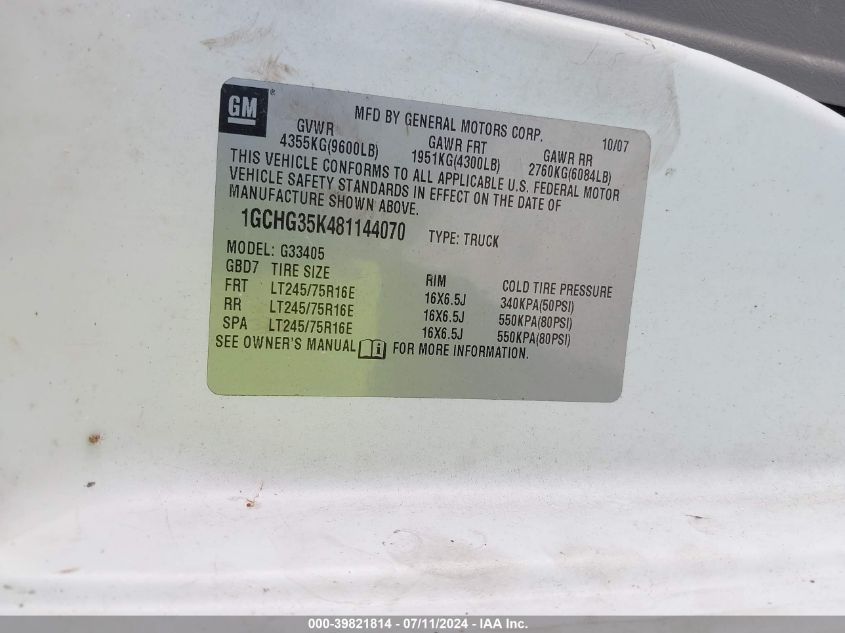 GM®
MFD BY GENERAL MOTORS CORP. 10/07
GVWR GAWR FRT GAWR RR
4355KG(9600LB) 1951KG(4300LB) 2760KG(6084LB)
THIS VEHICLE CONFORMS TO ALL APPLICABLE U.S. FEDERAL MOTOR
VEHICLE SAFETY STANDARDS IN EFFECT ON THE DATE OF
MANUFACTURE SHOWN ABOVE.
1GCHG35K481144070 TYPE: TRUCK
MODEL: G33405
GBD7 TIRE SIZE RIM COLD TIRE PRESSURE
FRT LT245/75R16E 16X6.5J 340KPA(50PSI)
RR LT245/75R16E 16X6.5J 550KPA(80PSI)
SPA LT245/75R16E 16X6.5J 550KPA(80PSI)
SEE OWNER'S MANUAL FOR MORE INFORMATION.
000-39821814 - 07/11/2024 - IAA Inc.